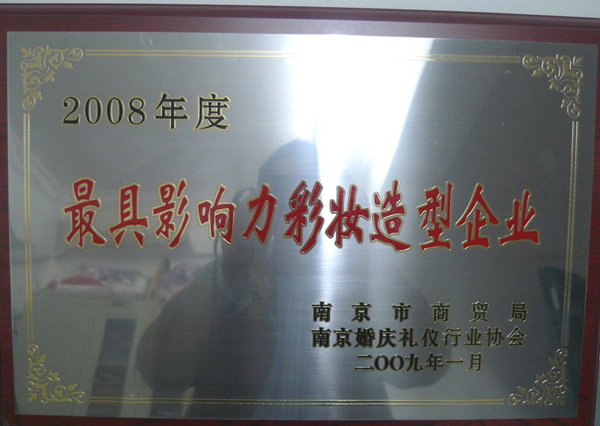 2008年度
最具影响力彩妆造型企业
南京市商贸局
南京婚庆礼仪行业协会
二OO九年一月